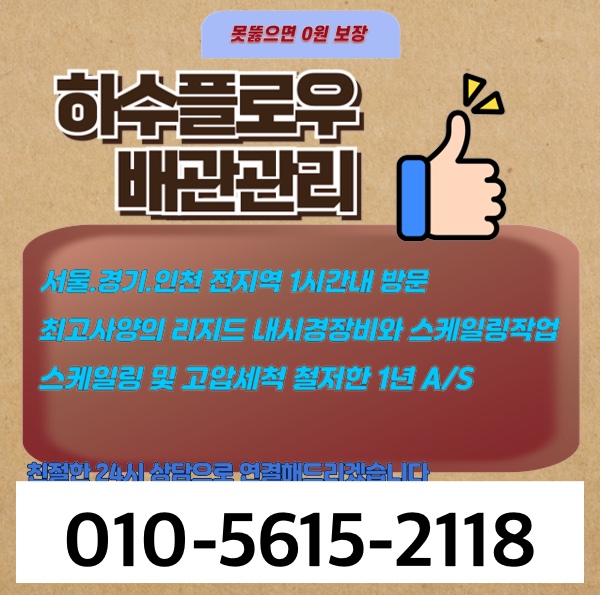 못뚫으면 0원 보장
하수플로우
배관관리
서울.경기.인천 전지역 1시간내 방문
최고사양의 리지드 내시경장비와 스케일링작업
스케일링 및 고압세척 철저한 1년 A/S
친절한 24시 상담으로 연결해드리겠습니다
010-5615-2118